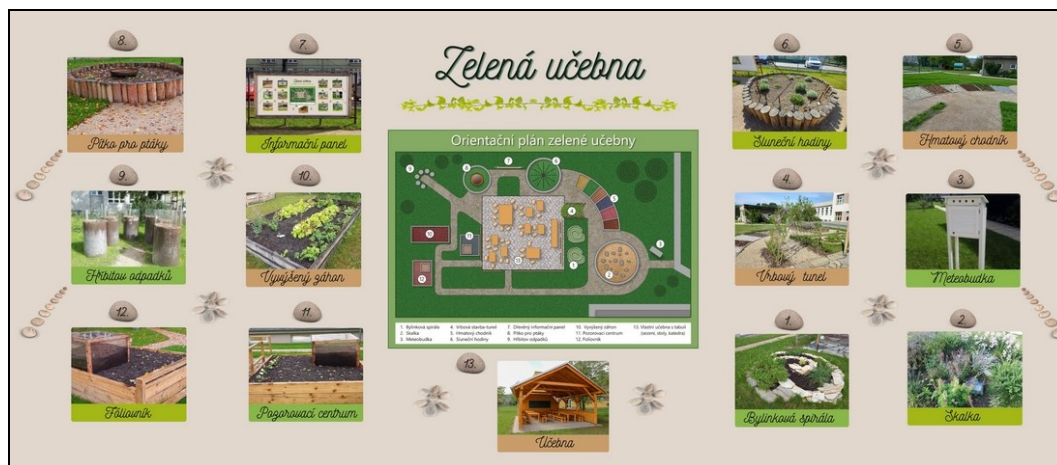 8.
Pítko pro ptáky
7.
Informační panel
Zelená učebna
6.
Sluneční hodiny
5.
Hmatový chodník
9.
Hřbitov odpadků
10.
Vyvýšený záhon
Orientační plán zelené učebny
4.
Vrbový tunel
3.
Meteobudka
12.
Fóliovník
11.
Pozorovací centrum
1. Bylinková spirála
2. Skalka
3. Meteobudka
4. Vrbová stavba-tunel
5. Hmatový chodník
6. Sluneční hodiny
7. Dřevěný informační panel
8. Pítko pro ptáky
9. Hřbitov odpadků
10. Vyvýšený záhon
11. Pozorovací centrum
12. Fóliovník
13. Vlastní učebna s tabulí
(sezení, stoly, katedra)
13.
Učebna
1.
Bylinková spirála
2.
Skalka